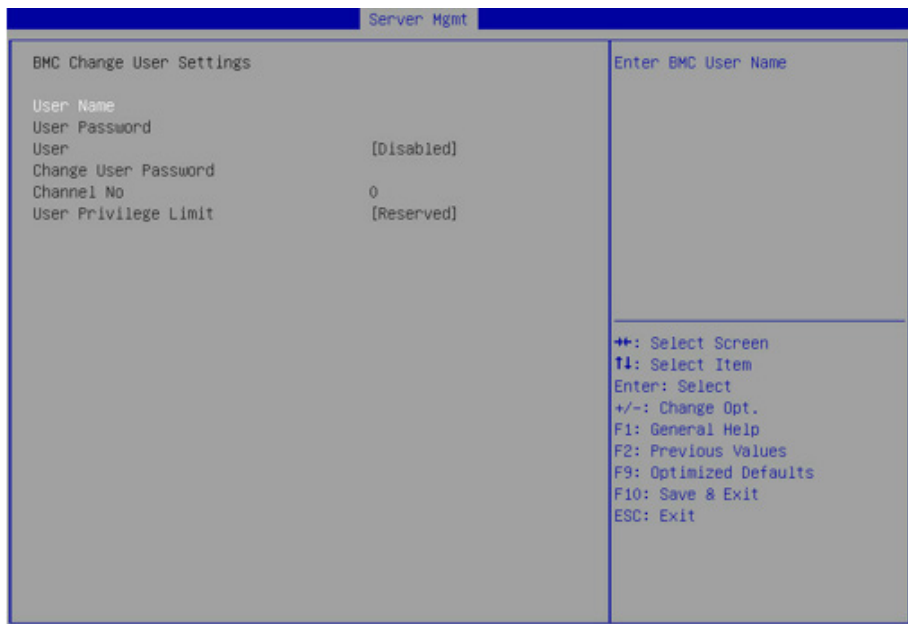 Server Mgmt
BMC Change User Settings
User Name
User Password
User [Disabled]
Change User Password
Channel No 0
User Privilege Limit [Reserved]
Enter BMC User Name
→←: Select Screen
↑↓: Select Item
Enter: Select
+/-: Change Opt.
F1: General Help
F2: Previous Values
F9: Optimized Defaults
F10: Save & Exit
ESC: Exit